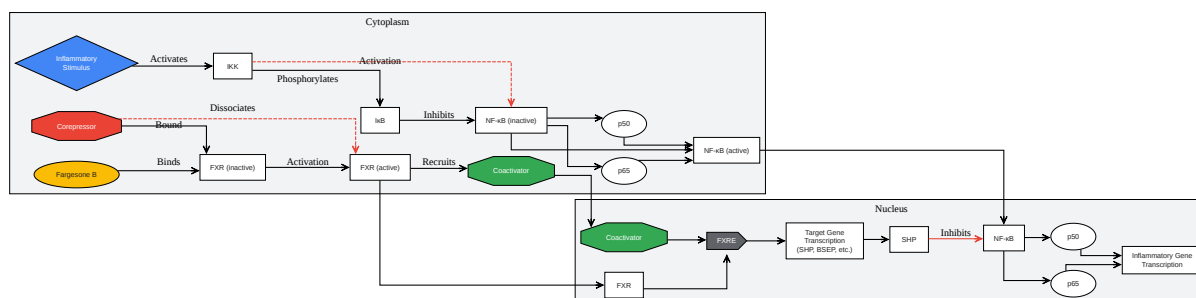 Cytoplasm
Inflammatory
Stimulus
Activates
IKK
Activation
Phosphorylates
Dissociates
Corepressor
Bound
IκB
Inhibits
NF-κB (inactive)
p50
NF-κB (active)
Fargesone B
Binds
FXR (inactive)
Activation
FXR (active)
Recruits
Coactivator
p65
Nucleus
Coactivator
FXRE
Target Gene
Transcription
(SHP, BSEP, etc.)
SHP
Inhibits
NF-κB
p50
Inflammatory Gene
Transcription
FXR
p65